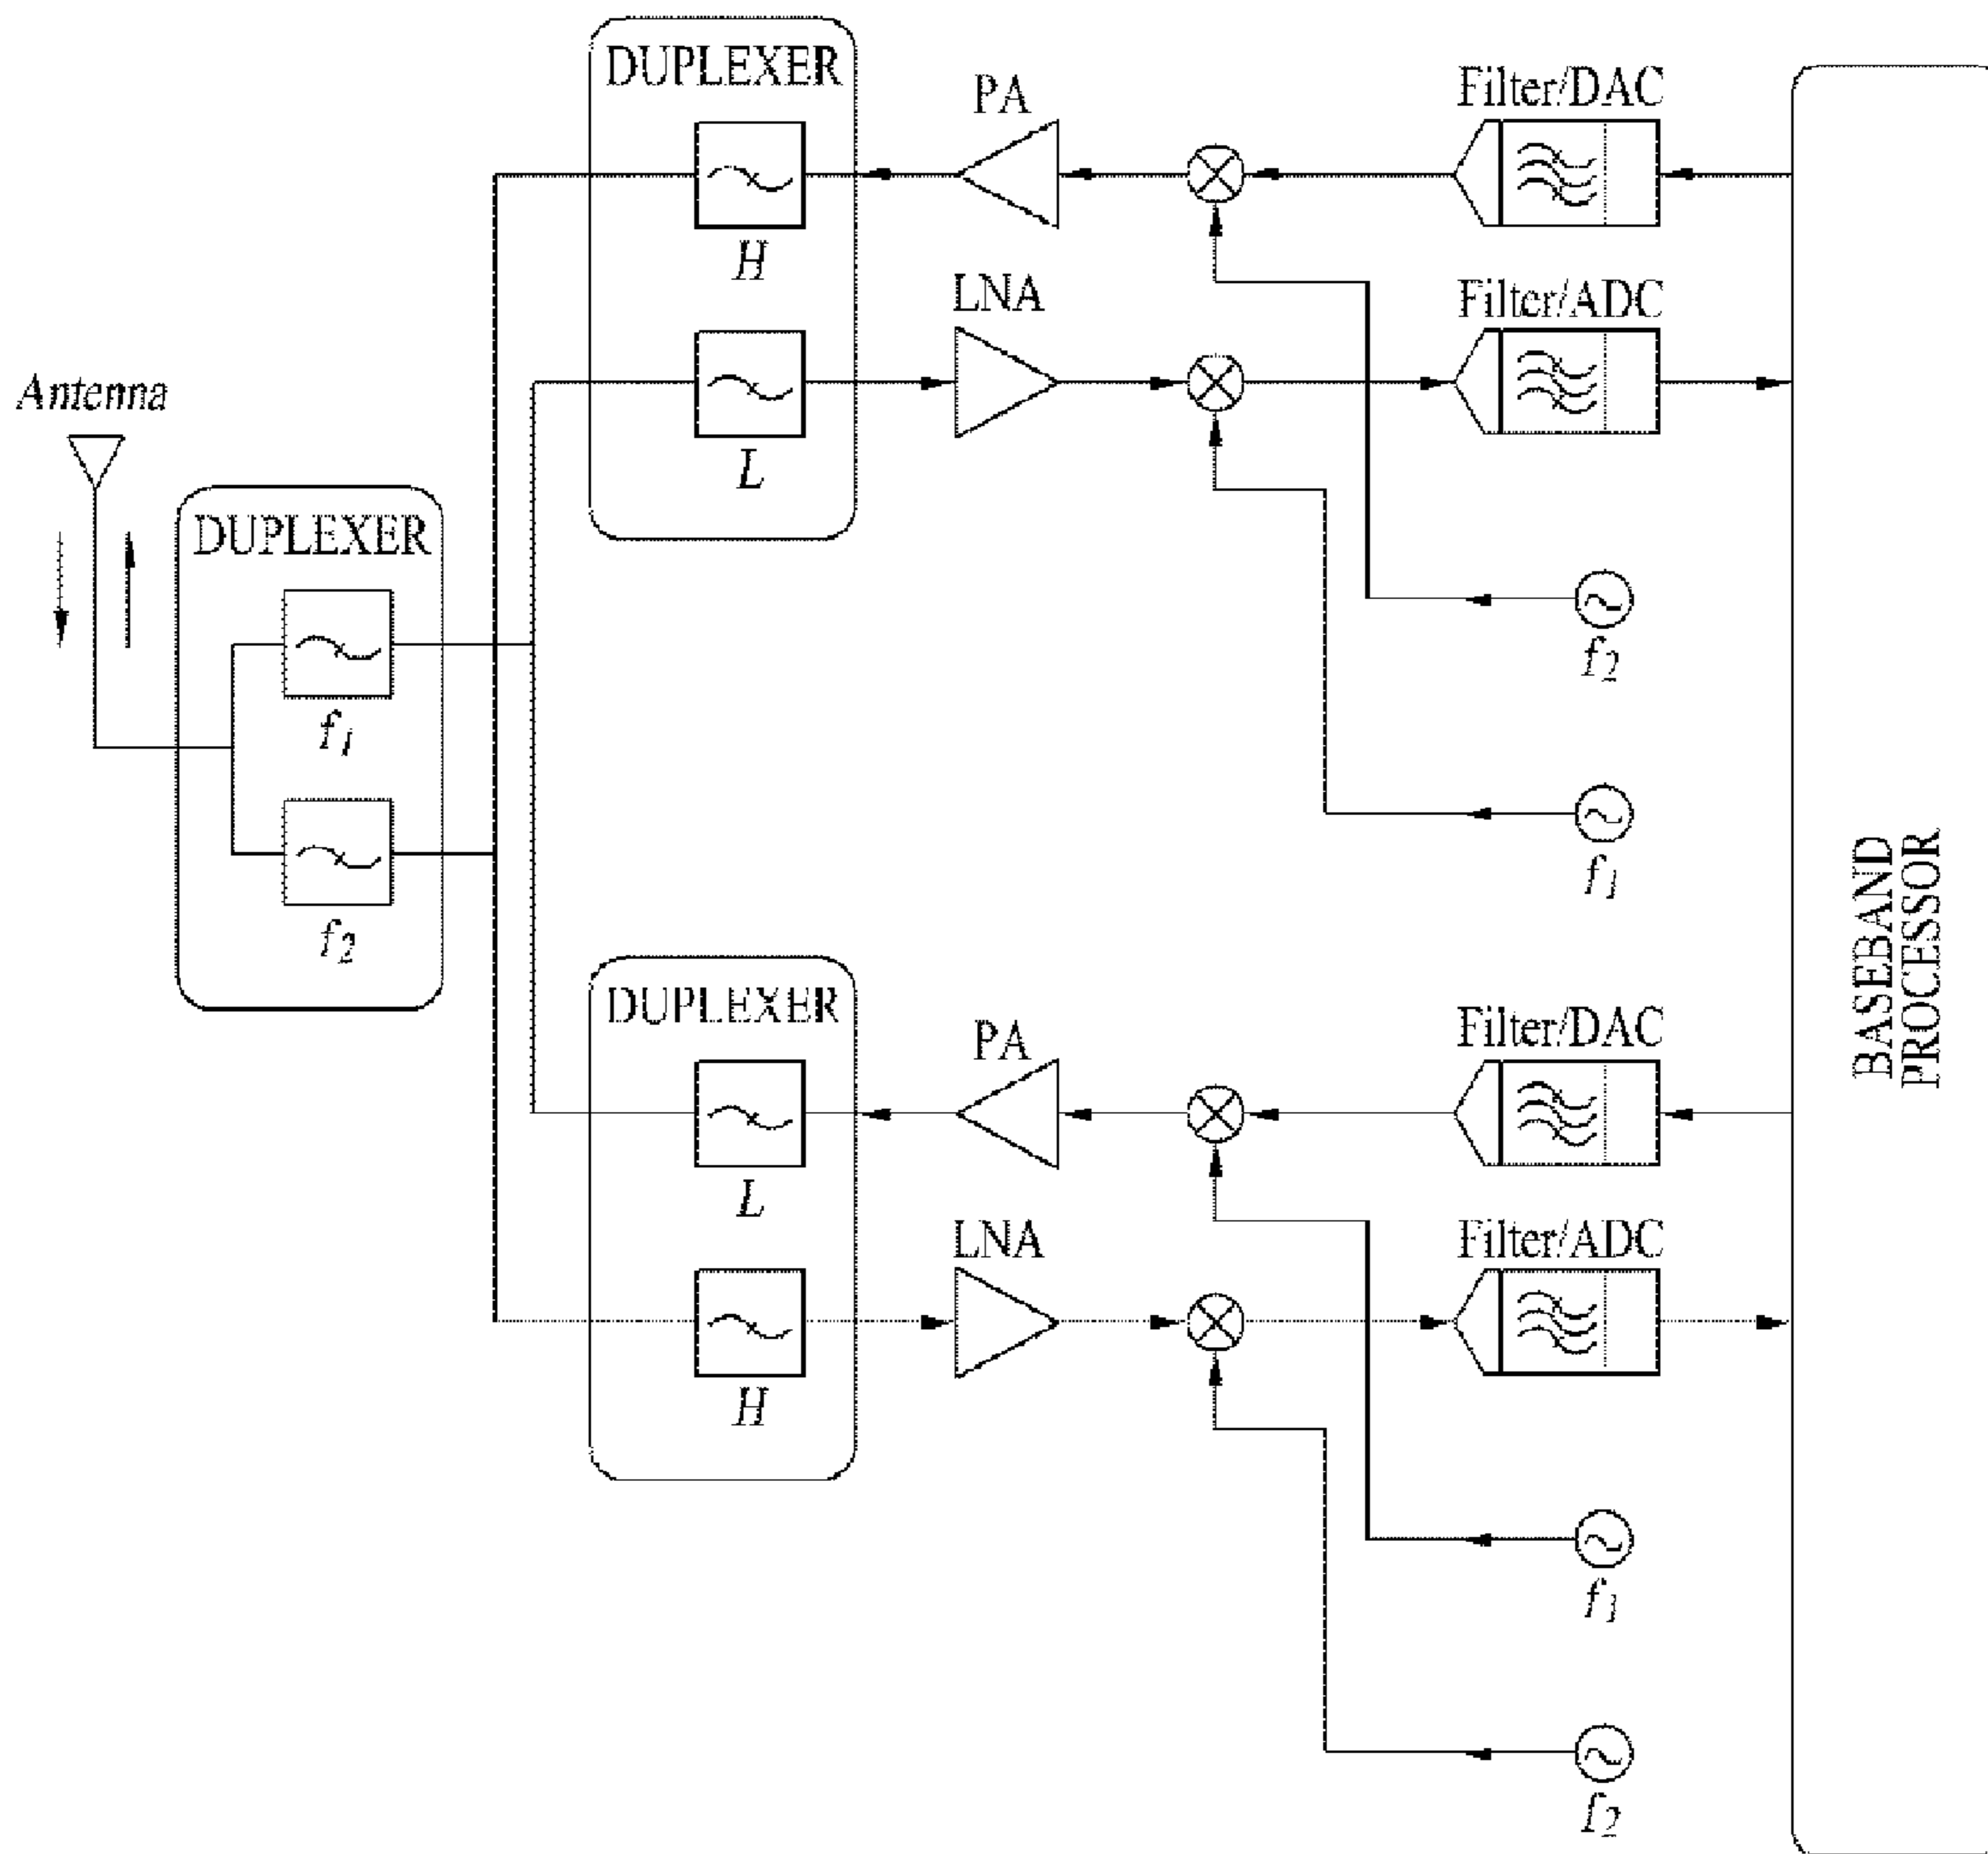 DUPLEXER
PA
Filter/DAC
H
LNA
Filter/ADC
Antenna
L
DUPLEXER
f2
f1
f1
f2
BASEBAND
PROCESSOR
DUPLEXER
PA
Filter/DAC
L
LNA
Filter/ADC
H
f1
f2